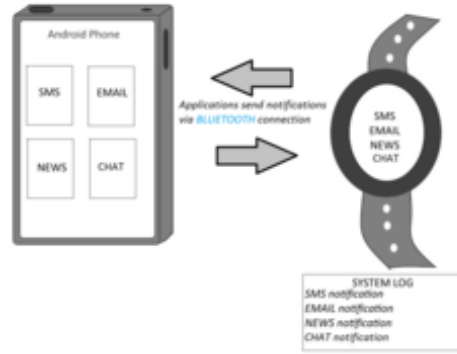 Android Phone
SMS
EMAIL
NEWS
CHAT
Applications send notifications
via BLUETOOTH connection
SMS
EMAIL
NEWS
CHAT
SYSTEM LOG
SMS notification
EMAIL notification
NEWS notification
CHAT notification